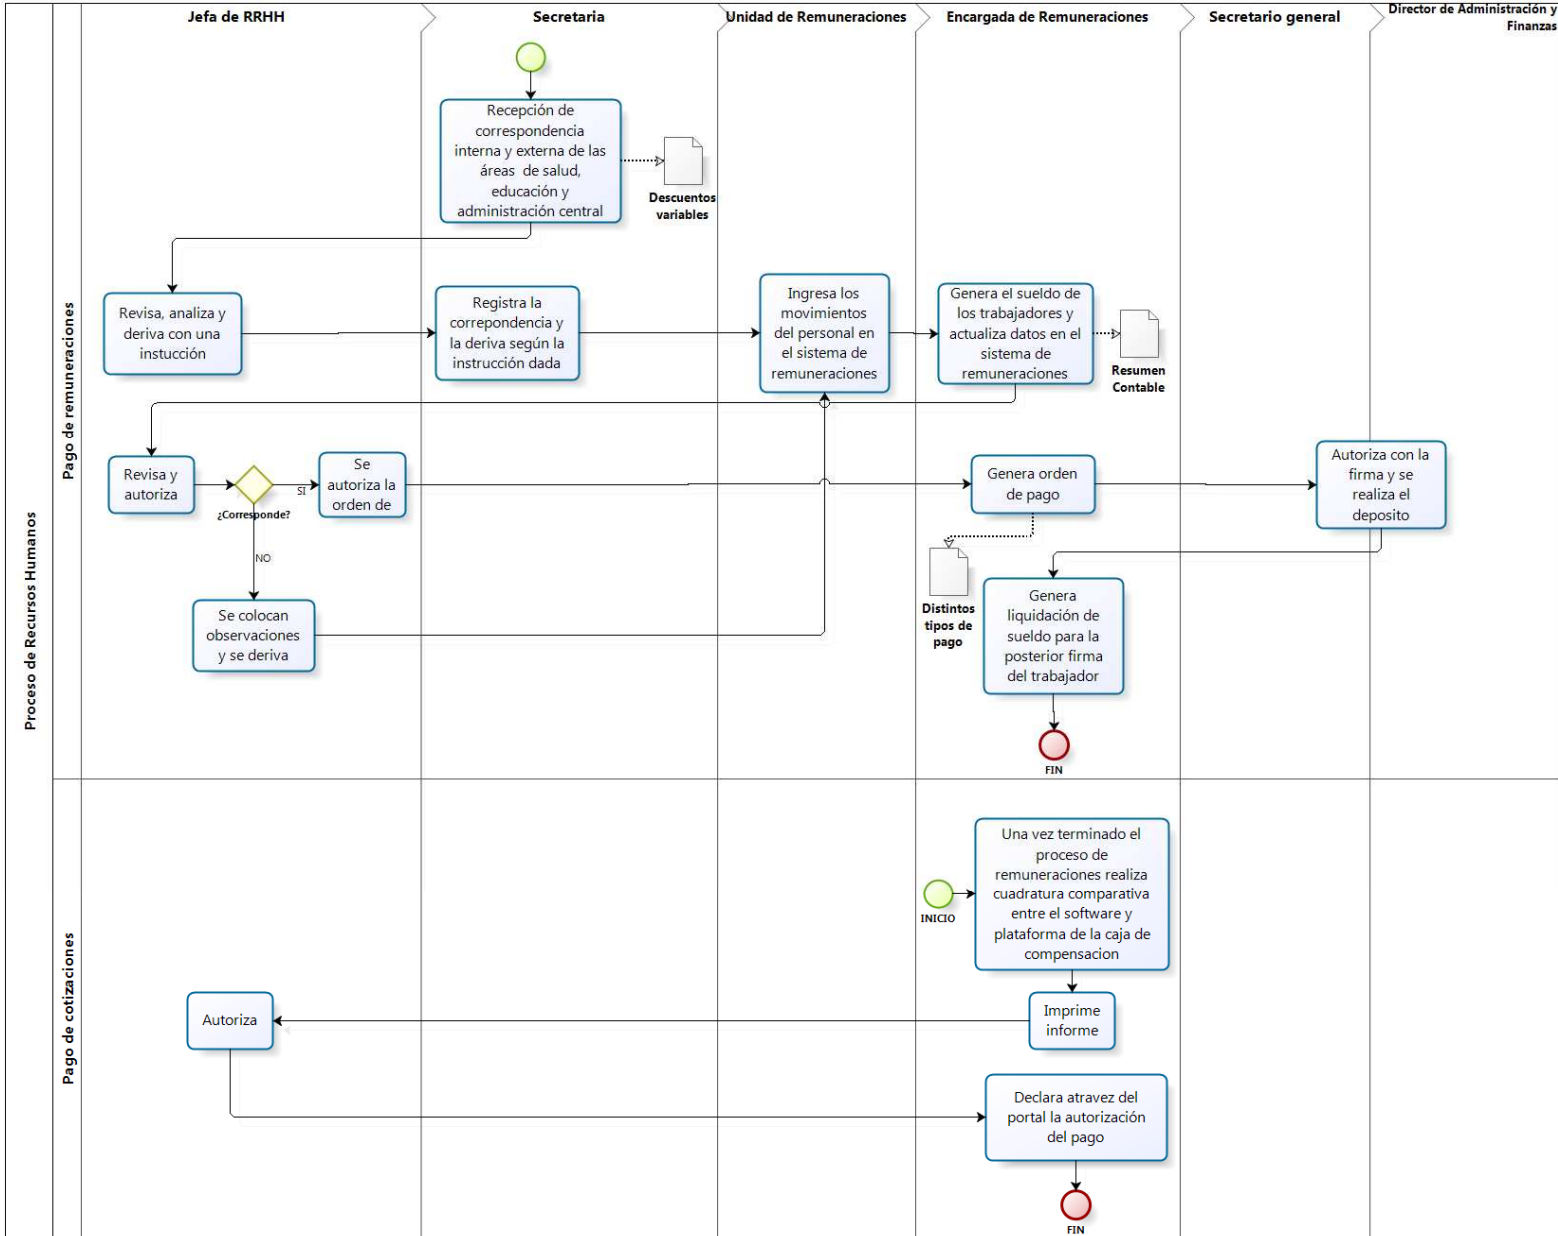 Jefa de RRHH
Secretaria
Unidad de Remuneraciones
Encargada de Remuneraciones
Secretario general
Director de Administración y
Finanzas
Proceso de Recursos Humanos
Pago de remuneraciones
Recepción de
correspondencia
interna y externa de las
áreas de salud,
educación y
administración central
Descuentos
variables
Revisa, analiza y
deriva con una
instucción
Registra la
correpondencia y
la deriva según la
instrucción dada
Ingresa los
movimientos
del personal en
el sistema de
remuneraciones
Genera el sueldo de
los trabajadores y
actualiza datos en el
sistema de
remuneraciones
Resumen
Contable
Revisa y
autoriza
¿Corresponde?
SI
NO
Se
autoriza la
orden de
Genera orden
de pago
Autoriza con la
firma y se
realiza el
deposito
Distintos
tipos de
pago
Se colocan
observaciones
y se deriva
Genera
liquidación de
sueldo para la
posterior firma
del trabajador
FIN
Pago de cotizaciones
INICIO
Una vez terminado el
proceso de
remuneraciones realiza
cuadratura comparativa
entre el software y
plataforma de la caja de
compensacion
Imprime
informe
Autoriza
Declara atravez del
portal la autorización
del pago
FIN